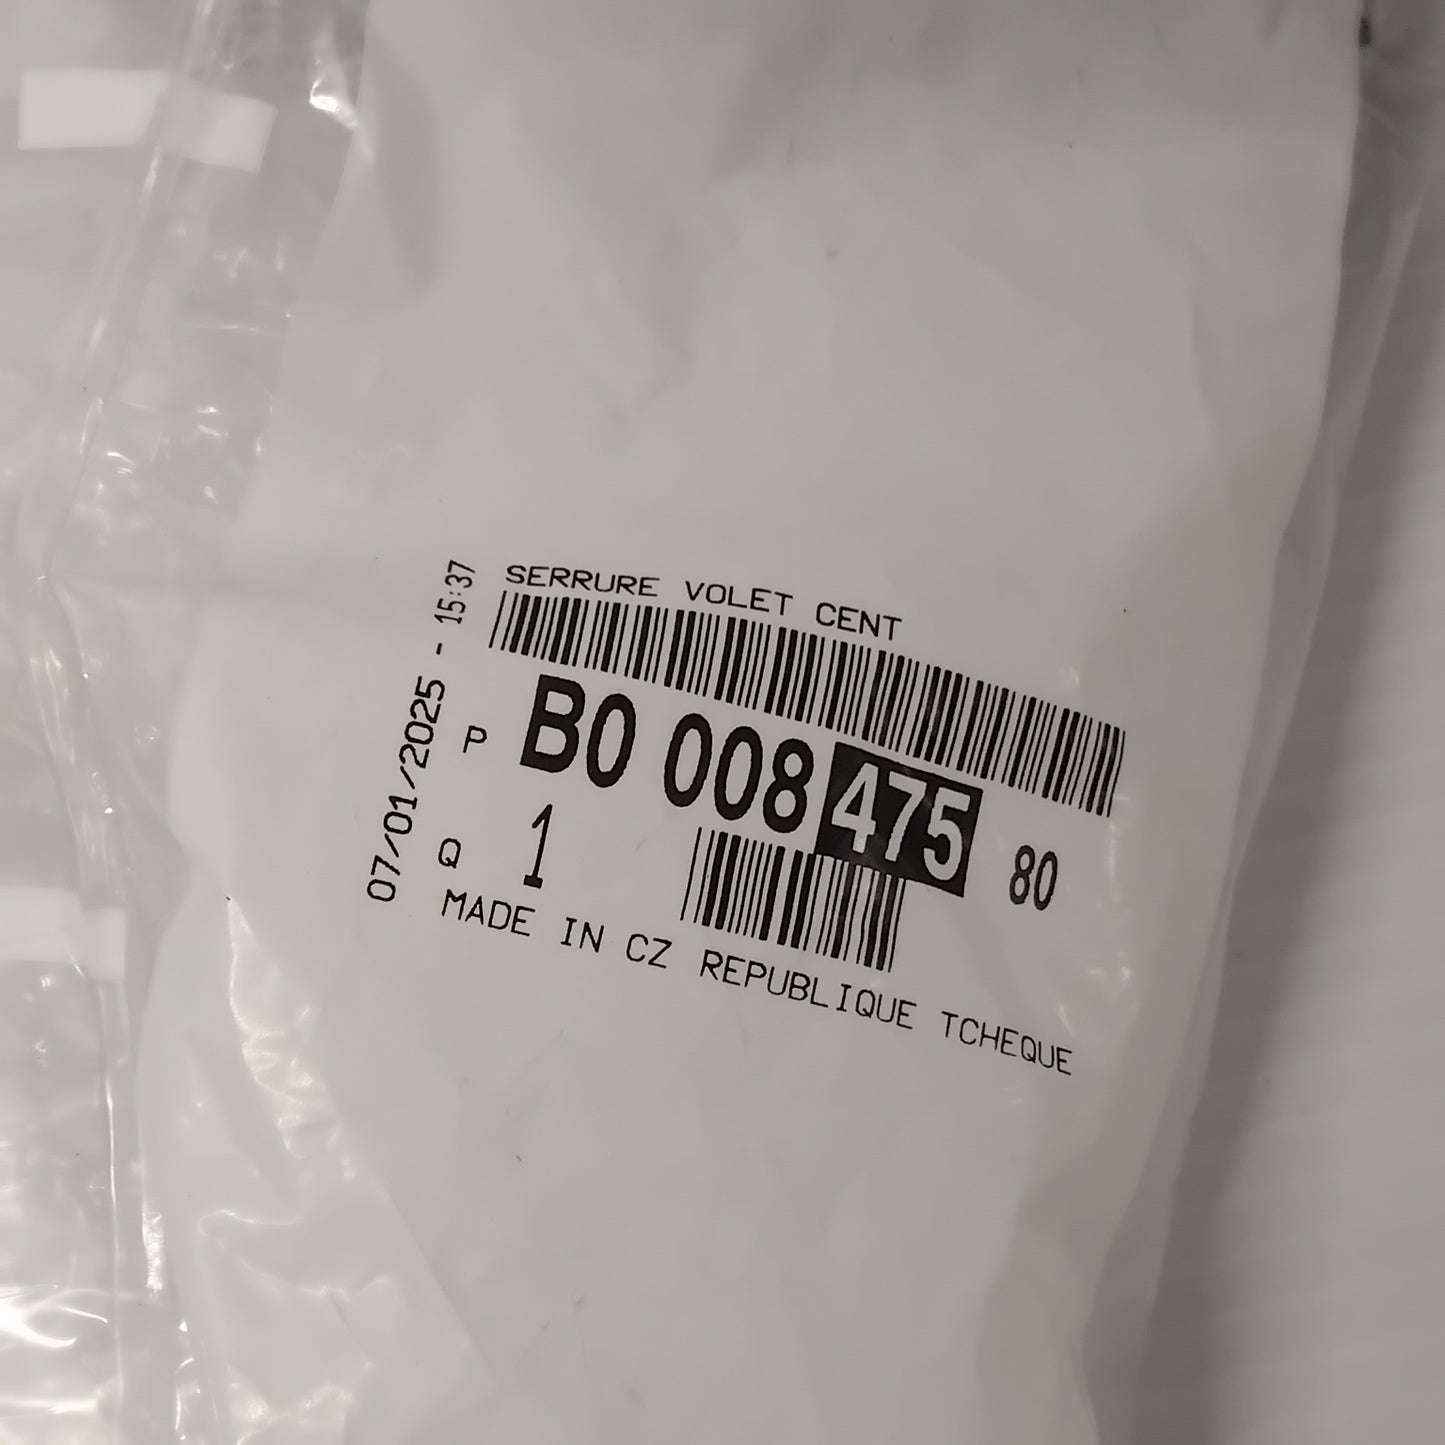 SERRURE VOLET CENT
P B0 008 475 80
Q 1
MADE IN CZ REPUBLIQUE TCHEQUE
07/01/2025 - 15:37